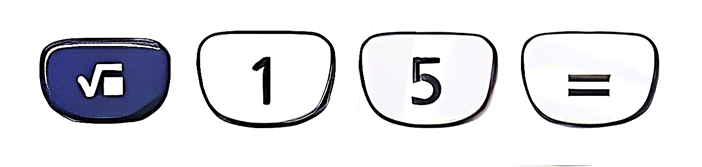 √■ 1 5 =